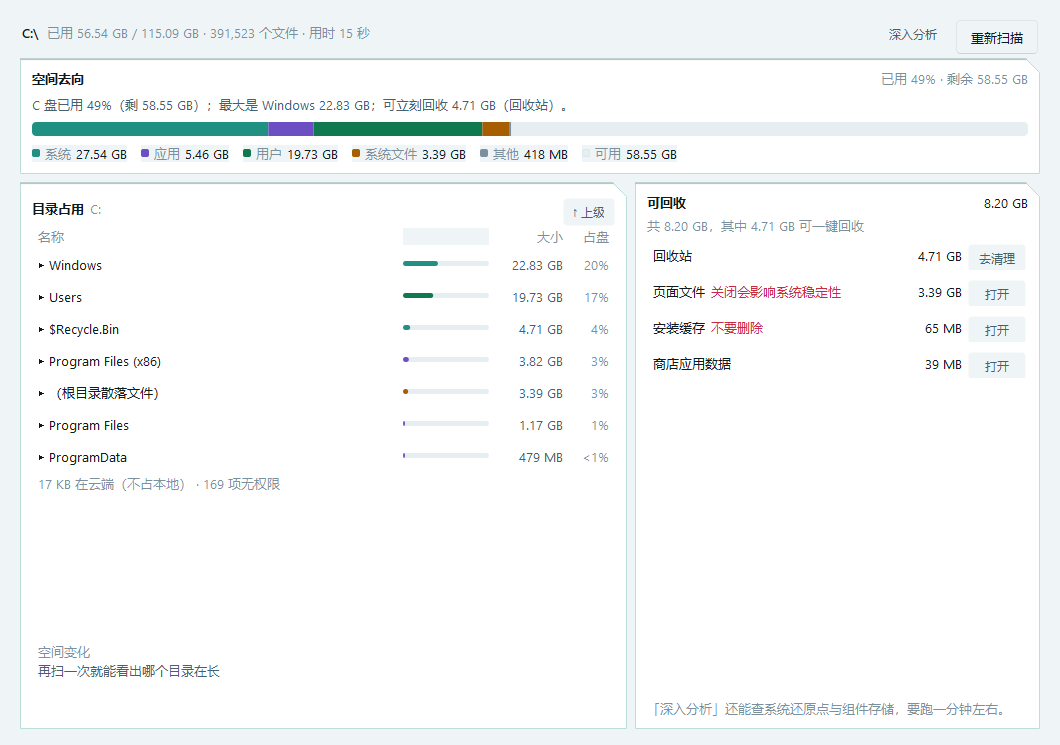 C:\ 已用 56.54 GB / 115.09 GB · 391,523 个文件 · 用时 15 秒
深入分析 重新扫描
空间去向 已用 49% · 剩余 58.55 GB
C 盘已用 49%（剩 58.55 GB）；最大是 Windows 22.83 GB；可立刻回收 4.71 GB（回收站）。
系统 27.54 GB 应用 5.46 GB 用户 19.73 GB 系统文件 3.39 GB 其他 418 MB 可用 58.55 GB
目录占用 C: ↑ 上级
名称 大小 占盘
▸ Windows 22.83 GB 20%
▸ Users 19.73 GB 17%
▸ $Recycle.Bin 4.71 GB 4%
▸ Program Files (x86) 3.82 GB 3%
▸ （根目录散落文件） 3.39 GB 3%
▸ Program Files 1.17 GB 1%
▸ ProgramData 479 MB <1%
17 KB 在云端（不占本地） · 169 项无权限
空间变化
再扫一次就能看出哪个目录在长
可回收 8.20 GB
共 8.20 GB，其中 4.71 GB 可一键回收
回收站 4.71 GB 去清理
页面文件 关闭会影响系统稳定性 3.39 GB 打开
安装缓存 不要删除 65 MB 打开
商店应用数据 39 MB 打开
「深入分析」还能查系统还原点与组件存储，要跑一分钟左右。